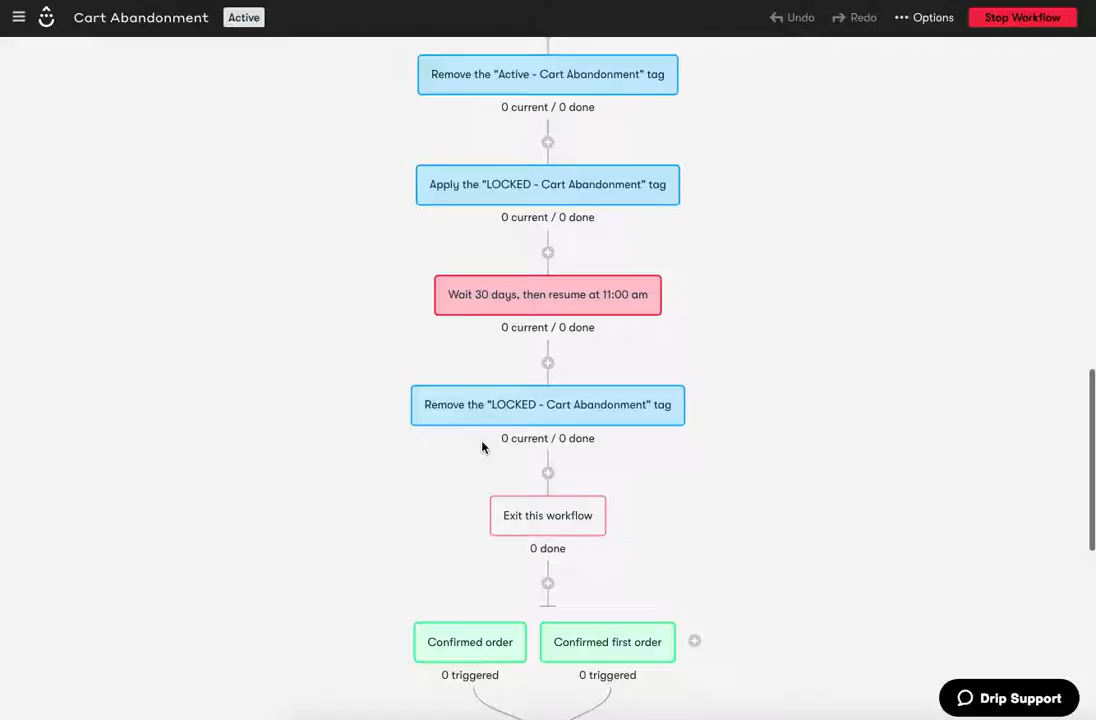 Cart Abandonment Active Undo Redo Options Stop Workflow
Remove the "Active - Cart Abandonment" tag
0 current / 0 done
Apply the "LOCKED - Cart Abandonment" tag
0 current / 0 done
Wait 30 days, then resume at 11:00 am
0 current / 0 done
Remove the "LOCKED - Cart Abandonment" tag
0 current / 0 done
Exit this workflow
0 done
Confirmed order Confirmed first order
0 triggered 0 triggered
Drip Support